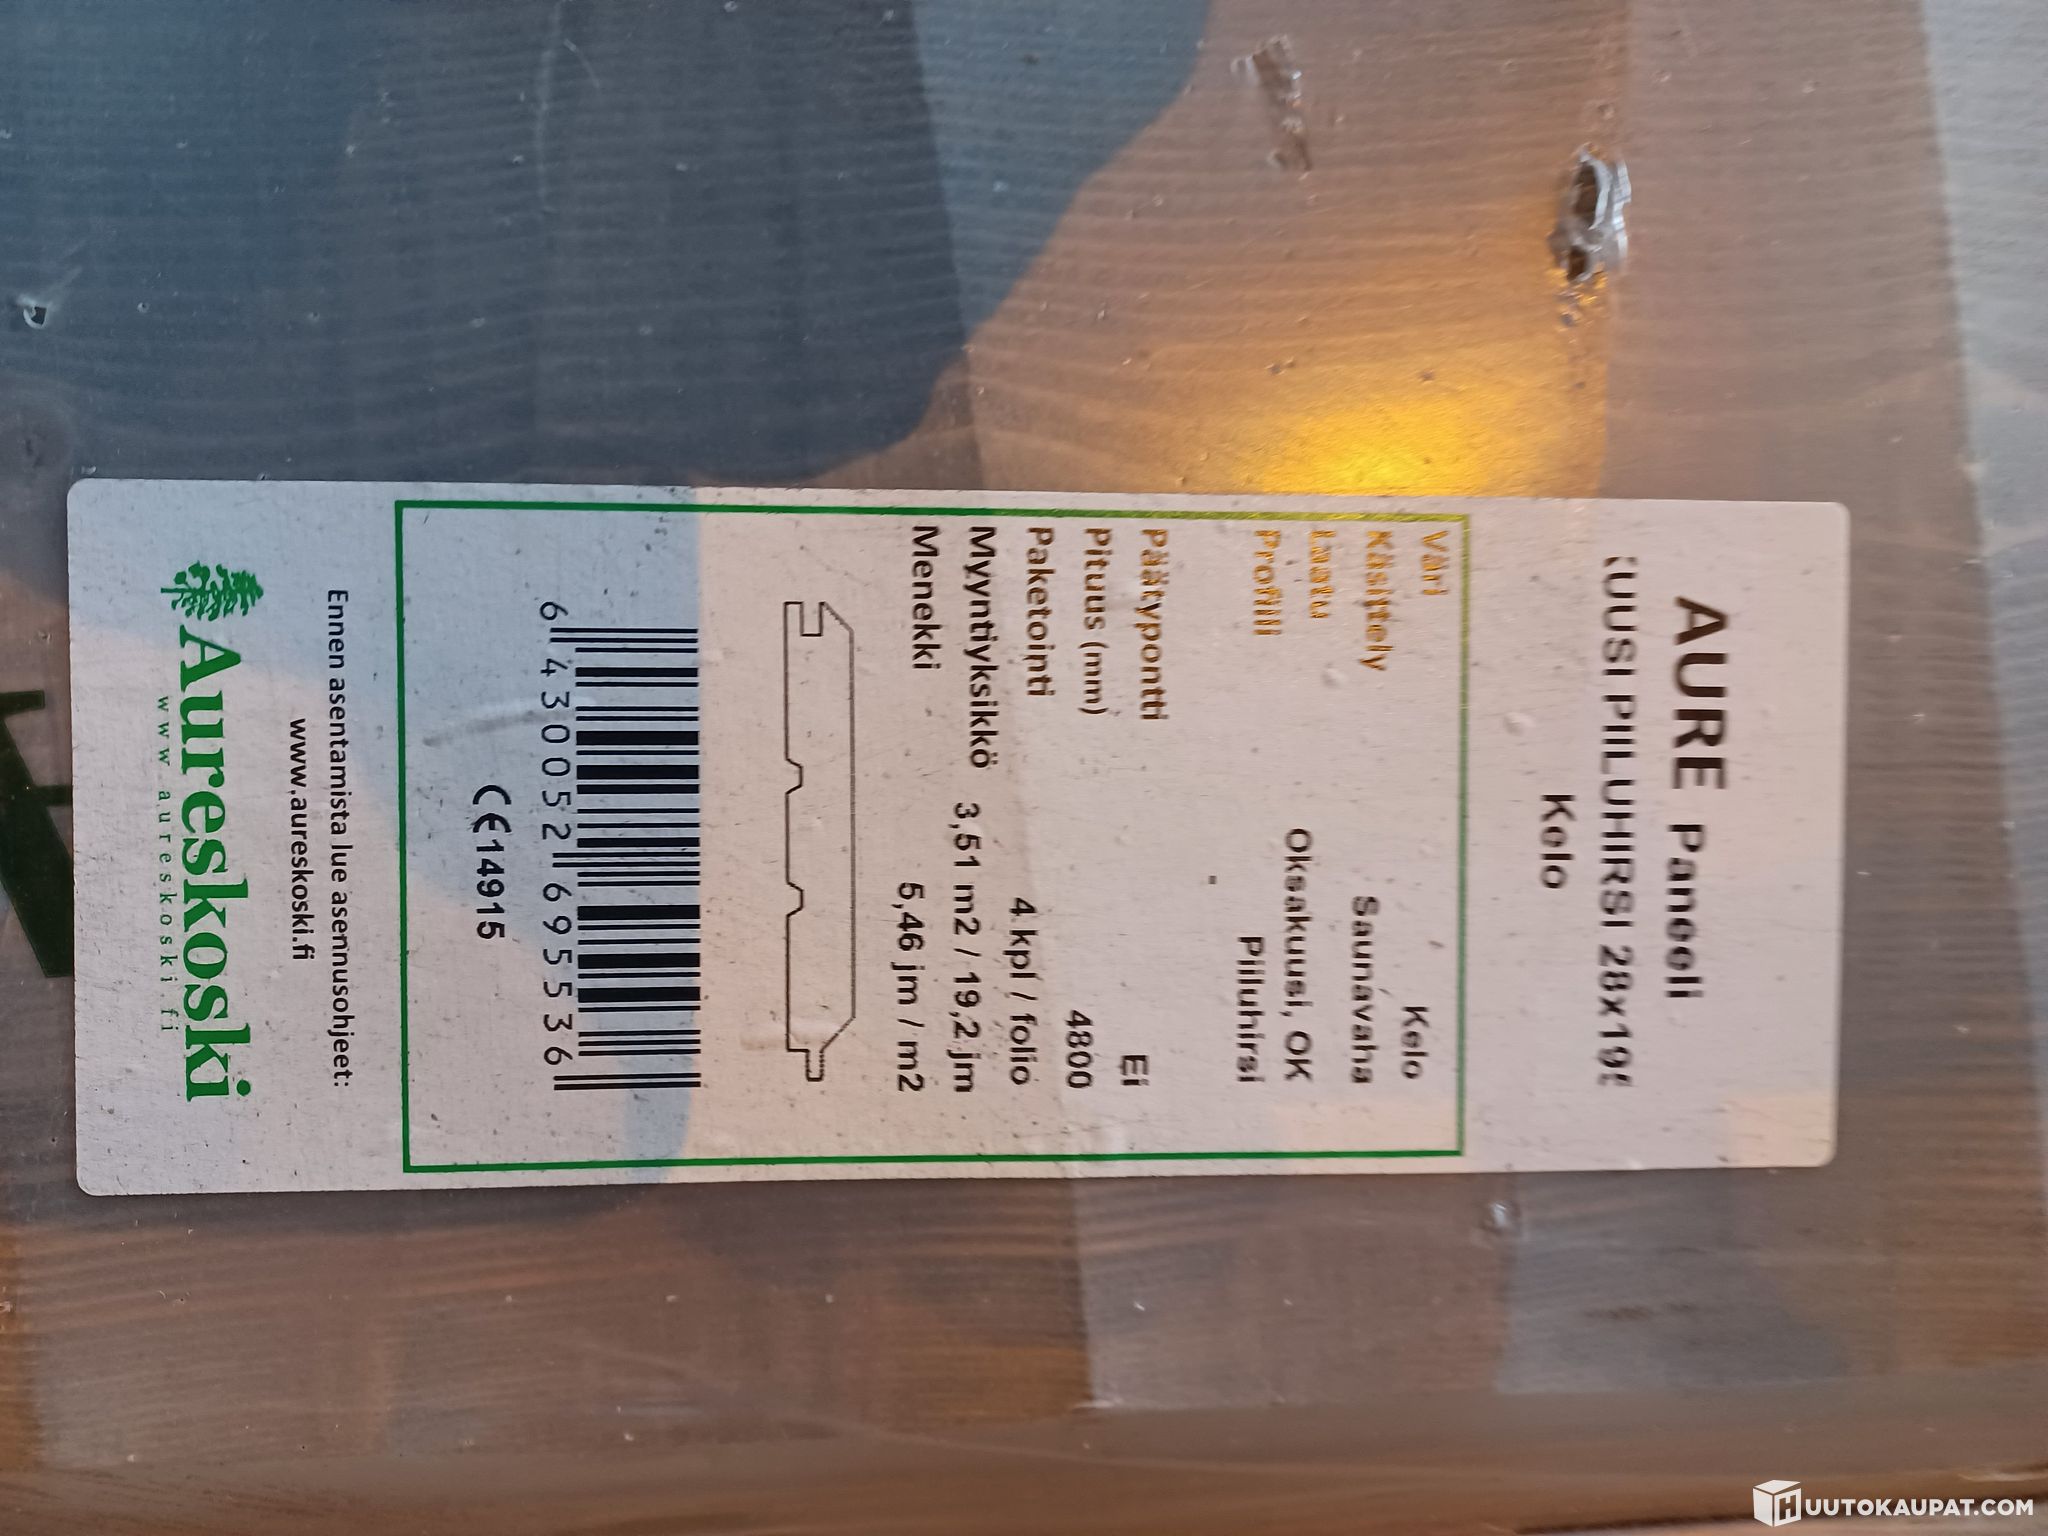 AURE Paneeli
KUUSI PIILUHIRSI 28x195
Kelo
Väri Kelo
Käsittely Saunavaha
Laatu Oksakuusi, OK
Profiili Piiluhirsi
-
Päätypontti Ei
Pituus (mm) 4800
Paketointi 4 kpl / folio
Myyntiyksikkö 3,51 m2 / 19,2 jm
Menekki 5,46 jm / m2
6 430052 695536
CE14915
Ennen asentamista lue asennusohjeet:
www.aureskoski.fi
Aureskoski
www.aureskoski.fi
HUUTOKAUPAT.COM